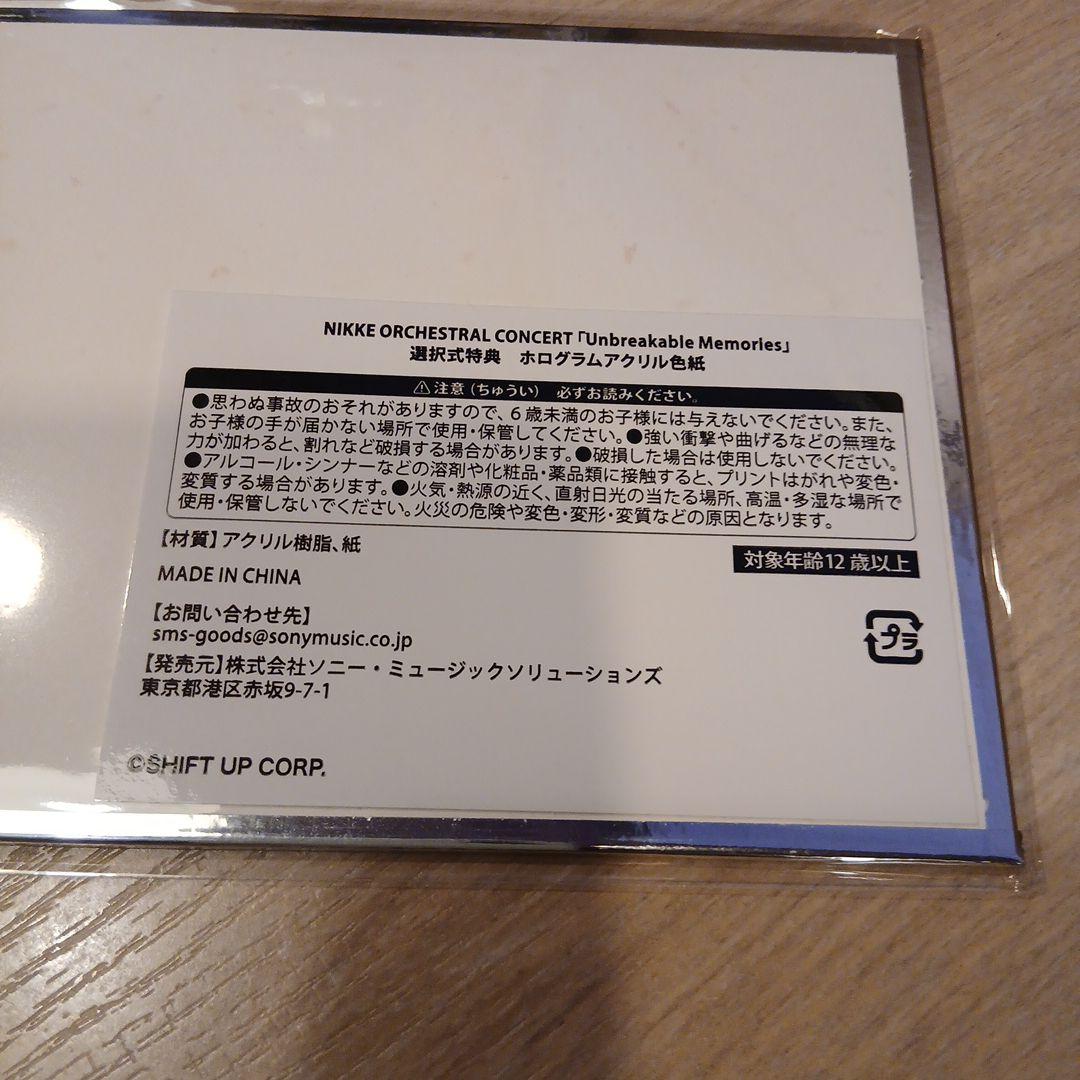 NIKKE ORCHESTRAL CONCERT「Unbreakable Memories」
選択式特典　ホログラムアクリル色紙
⚠注意（ちゅうい）　必ずお読みください。
●思わぬ事故のおそれがありますので、６歳未満のお子様には与えないでください。また、
お子様の手が届かない場所で使用・保管してください。●強い衝撃や曲げるなどの無理な
力が加わると、割れなど破損する場合があります。●破損した場合は使用しないでください。
●アルコール・シンナーなどの溶剤や化粧品・薬品類に接触すると、プリントはがれや変色・
変質する場合があります。●火気・熱源の近く、直射日光の当たる場所、高温・多湿な場所で
使用・保管しないでください。火災の危険や変色・変形・変質などの原因となります。
【材質】アクリル樹脂、紙
対象年齢12歳以上
MADE IN CHINA
【お問い合わせ先】
sms-goods@sonymusic.co.jp
プラ
【発売元】株式会社ソニー・ミュージックソリューションズ
東京都港区赤坂9-7-1
©SHIFT UP CORP.